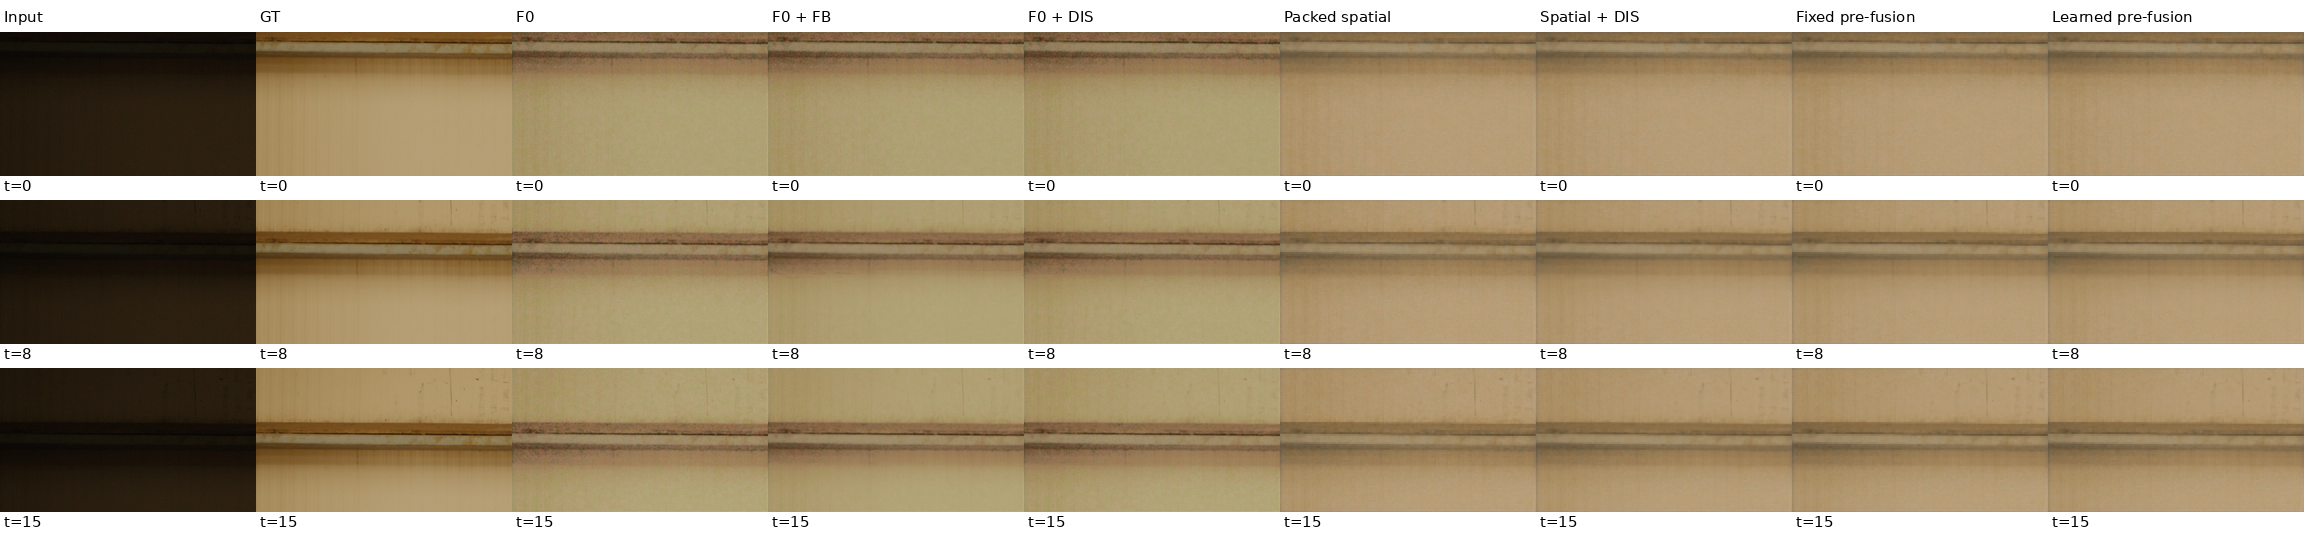 Input GT F0 F0 + FB F0 + DIS Packed spatial Spatial + DIS Fixed pre-fusion Learned pre-fusion
t=0 t=0 t=0 t=0 t=0 t=0 t=0 t=0 t=0
t=8 t=8 t=8 t=8 t=8 t=8 t=8 t=8 t=8
t=15 t=15 t=15 t=15 t=15 t=15 t=15 t=15 t=15